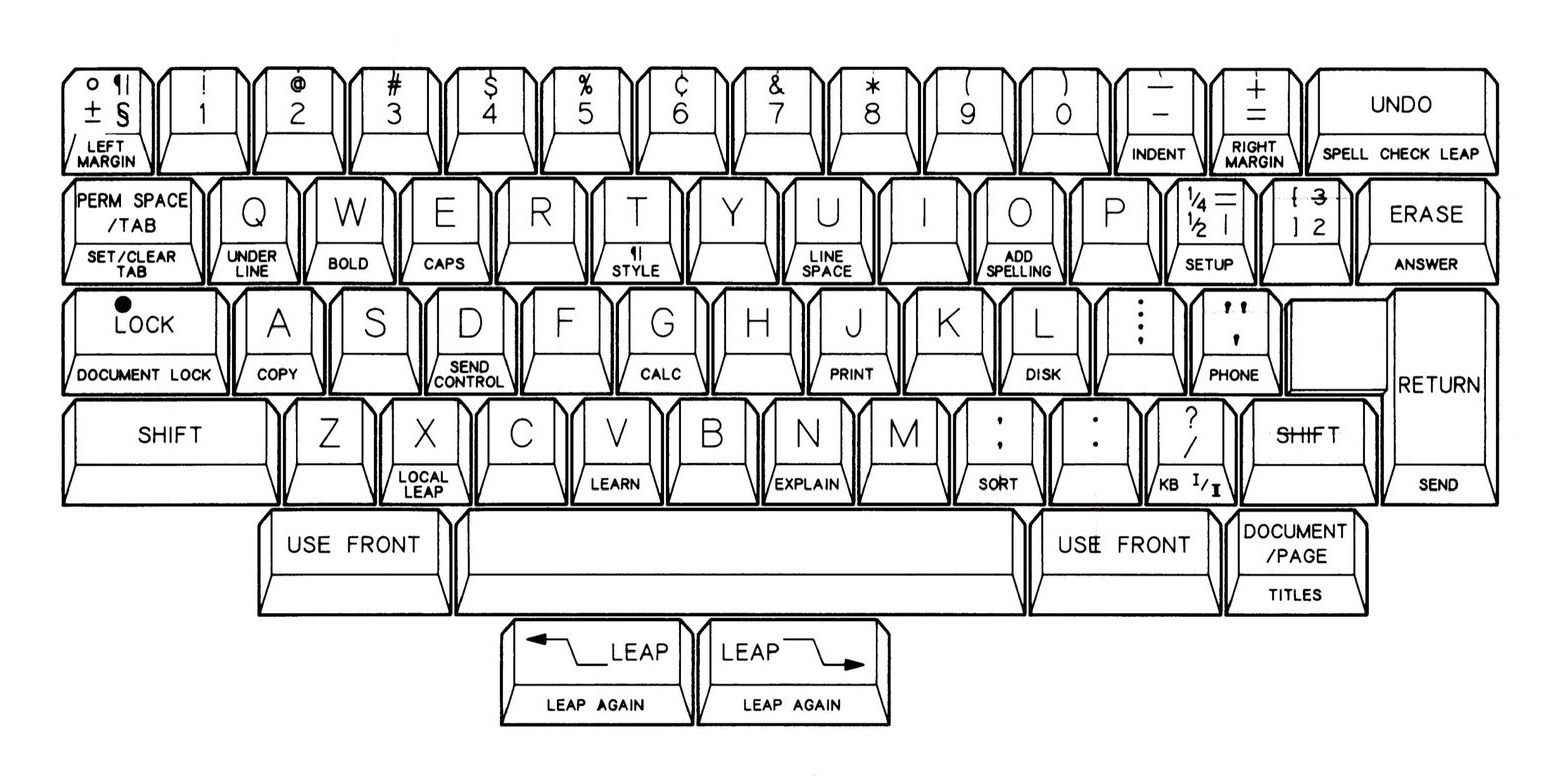 ° ¶ ! @ # $ % ¢ & * ( ) — +
± § 1 2 3 4 5 6 7 8 9 0 - = UNDO
LEFT MARGIN INDENT RIGHT MARGIN SPELL CHECK LEAP
PERM SPACE /TAB Q W E R T Y U I O P ¼ = ½ | [ 3 ] 2 ERASE
SET/CLEAR TAB UNDER LINE BOLD CAPS ¶ STYLE LINE SPACE ADD SPELLING SETUP ANSWER
LOCK A S D F G H J K L : ; " ' RETURN
DOCUMENT LOCK COPY SEND CONTROL CALC PRINT DISK PHONE
SHIFT Z X C V B N M ; , : . ? / SHIFT
LOCAL LEAP LEARN EXPLAIN SORT KB I/II SEND
USE FRONT USE FRONT DOCUMENT /PAGE
TITLES
LEAP LEAP
LEAP AGAIN LEAP AGAIN